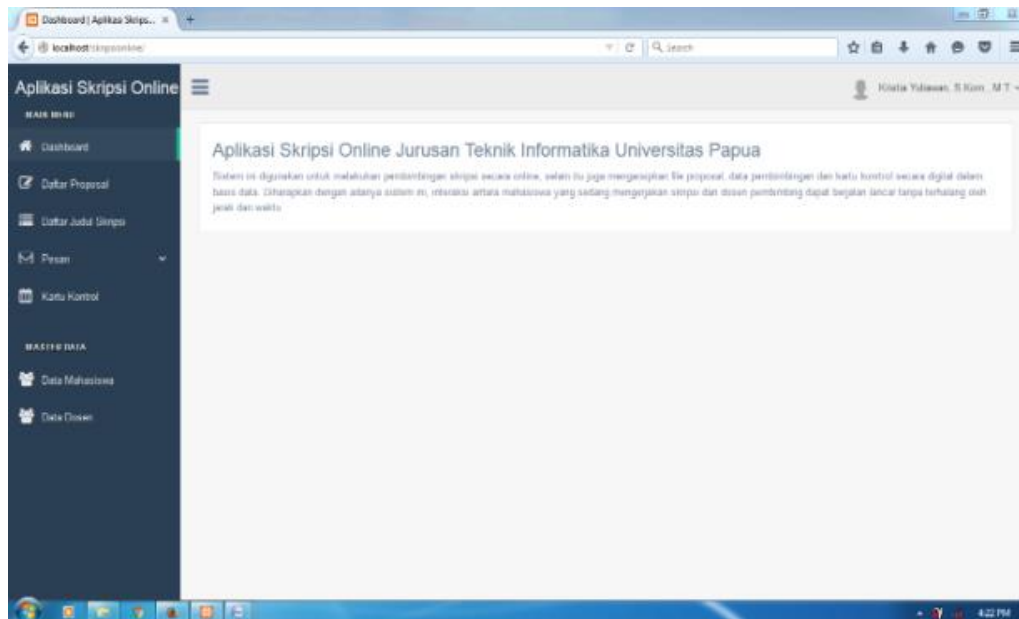 Dashboard | Aplikasi Skrips...
localhost/skripsionline/
Search
Aplikasi Skripsi Online
MAIN MENU
Dashboard
Daftar Proposal
Daftar Judul Skripsi
Pesan
Kartu Kontrol
MASTER DATA
Data Mahasiswa
Data Dosen
S.Kom., M.T.
Aplikasi Skripsi Online Jurusan Teknik Informatika Universitas Papua
Sistem ini digunakan untuk melakukan pembimbingan skripsi secara online, selain itu juga mengarsipkan file proposal, data pembimbingan dan kartu kontrol secara digital dalam
basis data. Diharapkan dengan adanya sistem ini, interaksi antara mahasiswa yang sedang mengerjakan skripsi dan dosen pembimbing dapat berjalan lancar tanpa terhalang oleh
jarak dan waktu
4:22 PM